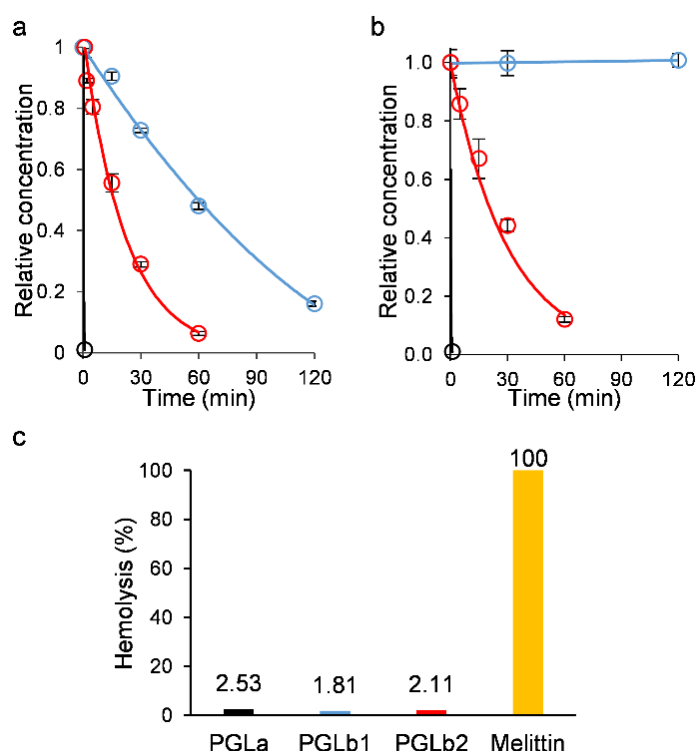 a
1
0.8
0.6
0.4
0.2
0
Relative concentration
0 30 60 90 120
Time (min)
b
1.0
0.8
0.6
0.4
0.2
0.0
Relative concentration
0 30 60 90 120
Time (min)
c
100
80
60
40
20
0
Hemolysis (%)
2.53 1.81 2.11 100
PGLa PGLb1 PGLb2 Melittin